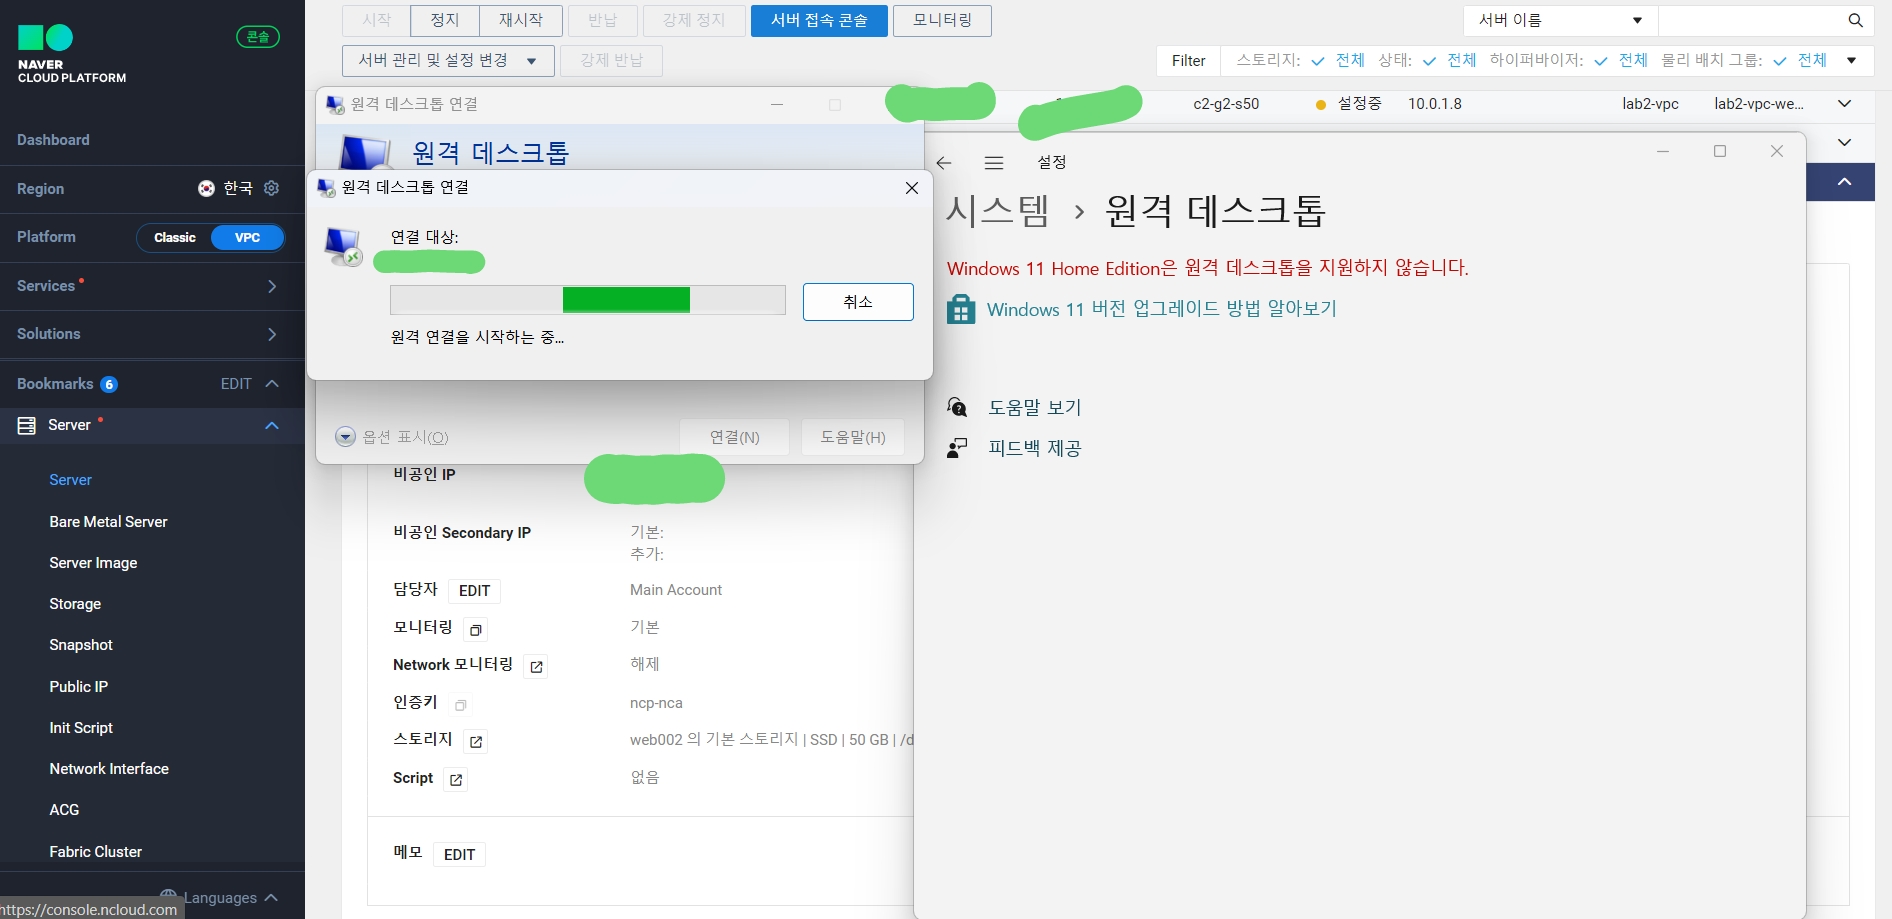 NAVER
CLOUD PLATFORM
콘솔
Dashboard
Region
한국
Platform
Classic
VPC
Services
Solutions
Bookmarks 6
EDIT
Server
Server
Bare Metal Server
Server Image
Storage
Snapshot
Public IP
Init Script
Network Interface
ACG
Fabric Cluster
Languages
https://console.ncloud.com
시작
정지
재시작
반납
강제 정지
서버 접속 콘솔
모니터링
서버 이름
서버 관리 및 설정 변경
강제 반납
Filter
스토리지: 전체 상태: 전체 하이퍼바이저: 전체 물리 배치 그룹: 전체
c2-g2-s50
설정중
10.0.1.8
lab2-vpc
lab2-vpc-we...
원격 데스크톱 연결
원격 데스크톱
원격 데스크톱 연결
연결 대상:
취소
원격 연결을 시작하는 중...
옵션 표시(O)
연결(N)
도움말(H)
설정
시스템 › 원격 데스크톱
Windows 11 Home Edition은 원격 데스크톱을 지원하지 않습니다.
Windows 11 버전 업그레이드 방법 알아보기
도움말 보기
피드백 제공
비공인 IP
비공인 Secondary IP
기본:
추가:
담당자 EDIT
Main Account
모니터링
기본
Network 모니터링
해제
인증키
ncp-nca
스토리지
web002 의 기본 스토리지 | SSD | 50 GB | /d
Script
없음
메모 EDIT